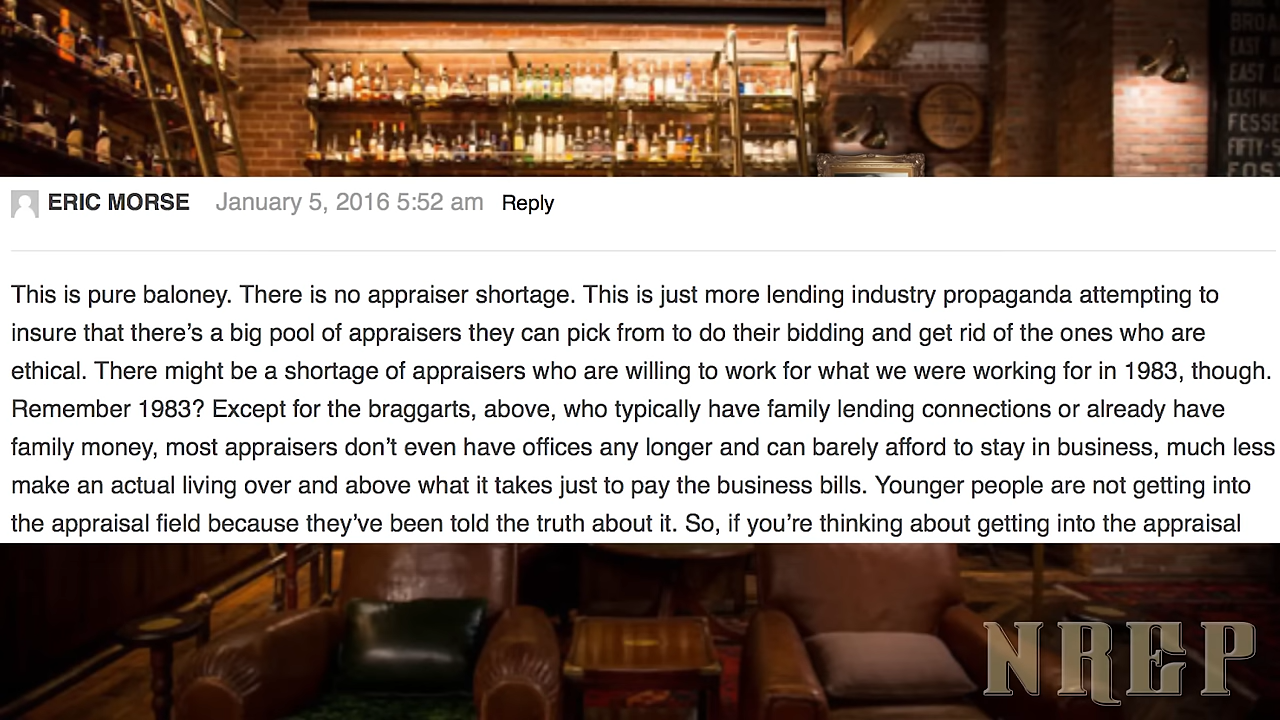 BROA
EAST
EAST
EASTM
FESSE
FIFTY-S
FOS
ERIC MORSE January 5, 2016 5:52 am Reply
This is pure baloney. There is no appraiser shortage. This is just more lending industry propaganda attempting to
insure that there’s a big pool of appraisers they can pick from to do their bidding and get rid of the ones who are
ethical. There might be a shortage of appraisers who are willing to work for what we were working for in 1983, though.
Remember 1983? Except for the braggarts, above, who typically have family lending connections or already have
family money, most appraisers don’t even have offices any longer and can barely afford to stay in business, much less
make an actual living over and above what it takes just to pay the business bills. Younger people are not getting into
the appraisal field because they’ve been told the truth about it. So, if you’re thinking about getting into the appraisal
NREP